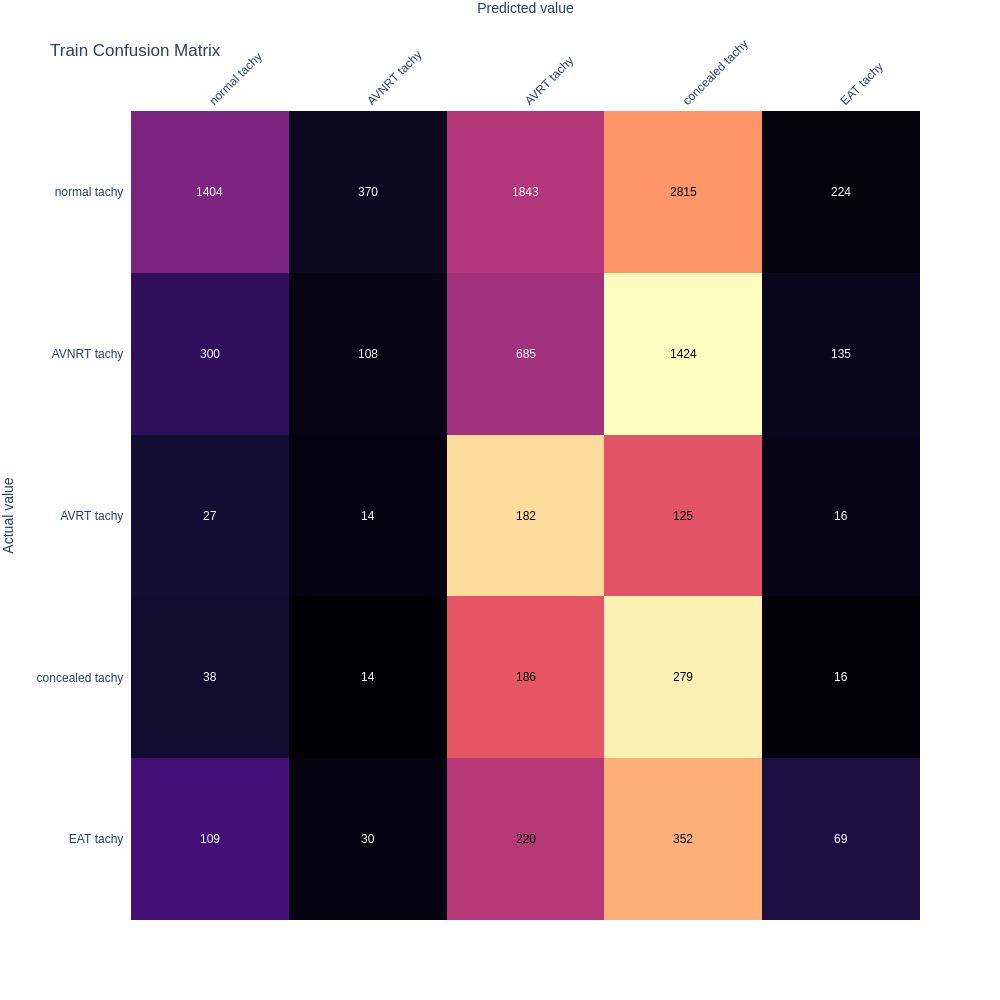 Predicted value
Train Confusion Matrix
normal tachy AVNRT tachy AVRT tachy concealed tachy EAT tachy
normal tachy 1404 370 1843 2815 224
AVNRT tachy 300 108 685 1424 135
Actual value
AVRT tachy 27 14 182 125 16
concealed tachy 38 14 186 279 16
EAT tachy 109 30 220 352 69